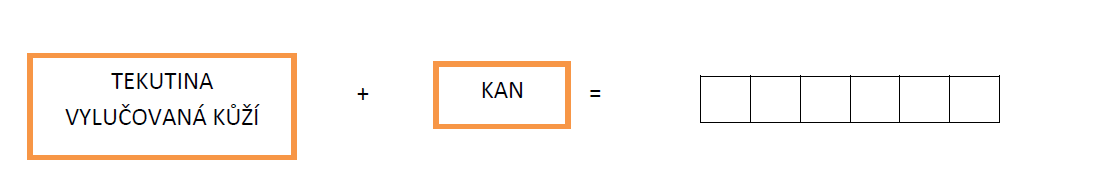 TEKUTINA
VYLUČOVANÁ KŮŽÍ
+
KAN
=